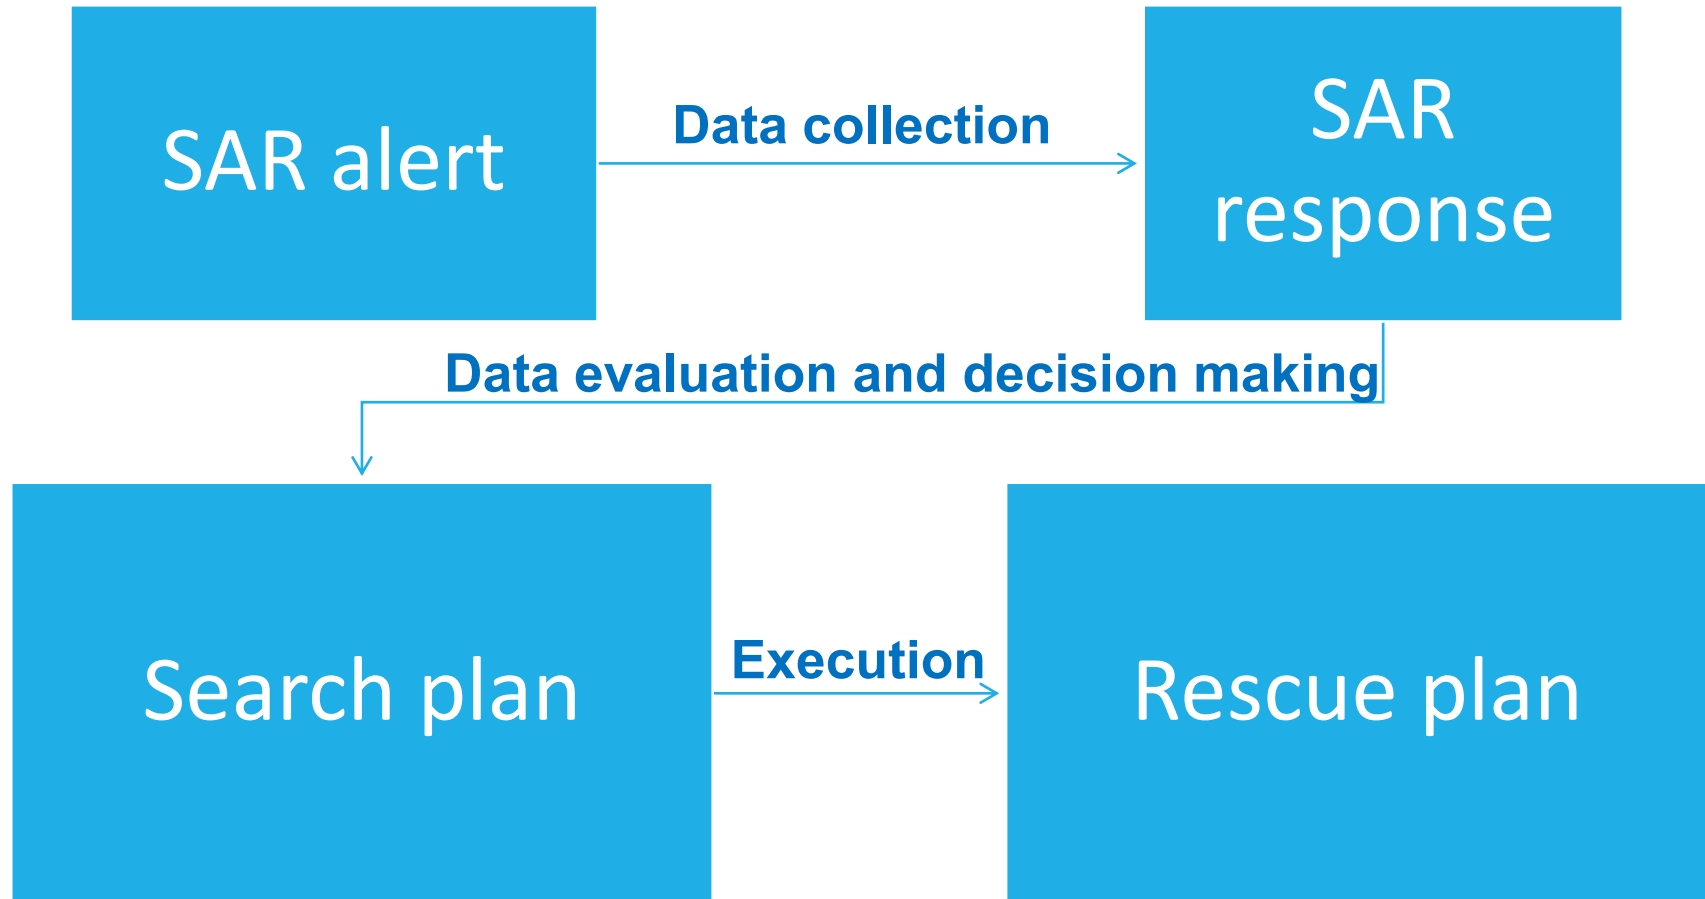 SAR alert
Data collection
SAR
response
Data evaluation and decision making
Search plan
Execution
Rescue plan